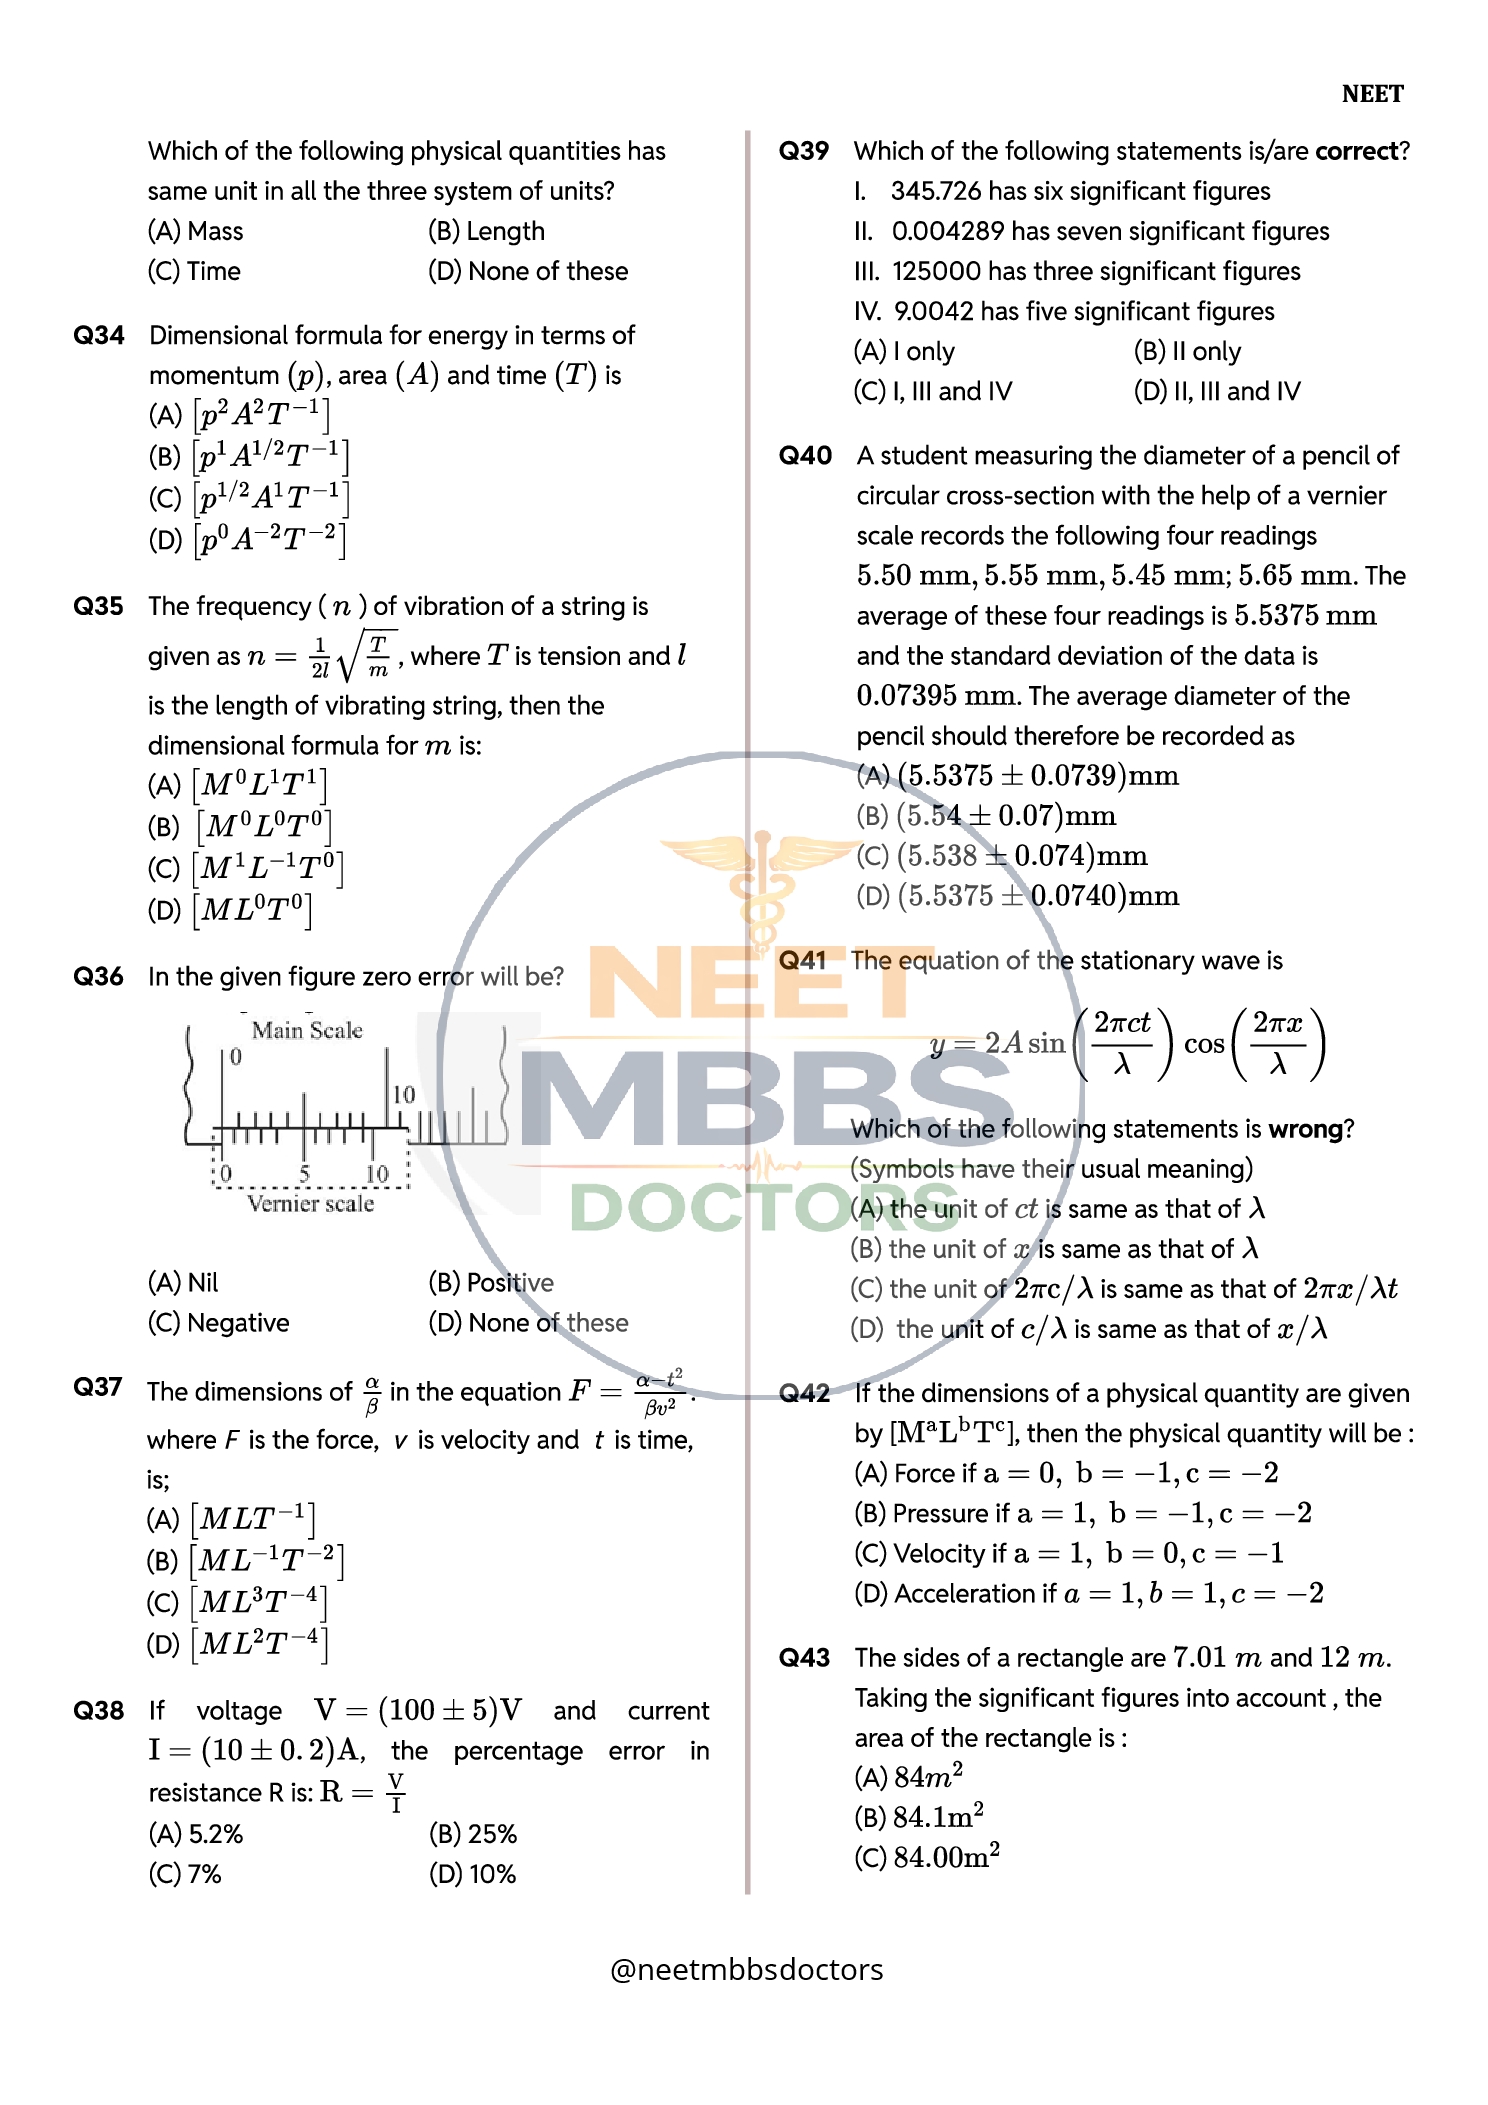 NEET
Which of the following physical quantities has
same unit in all the three system of units?
(A) Mass (B) Length
(C) Time (D) None of these
Q34 Dimensional formula for energy in terms of
momentum (p), area (A) and time (T) is
(A) [p²A²T⁻¹]
(B) [p¹A^{1/2}T⁻¹]
(C) [p^{1/2}A¹T⁻¹]
(D) [p⁰A⁻²T⁻²]
Q35 The frequency ( n ) of vibration of a string is
given as n = \frac{1}{2l}\sqrt{\frac{T}{m}}, where T is tension and l
is the length of vibrating string, then the
dimensional formula for m is:
(A) [M⁰L¹T¹]
(B) [M⁰L⁰T⁰]
(C) [M¹L⁻¹T⁰]
(D) [ML⁰T⁰]
Q36 In the given figure zero error will be?
Main Scale
0
10
0 5 10
Vernier scale
(A) Nil (B) Positive
(C) Negative (D) None of these
Q37 The dimensions of \frac{α}{β} in the equation F = \frac{α−t²}{βv²}.
where F is the force, v is velocity and t is time,
is;
(A) [MLT⁻¹]
(B) [ML⁻¹T⁻²]
(C) [ML³T⁻⁴]
(D) [ML²T⁻⁴]
Q38 If voltage V = (100 ± 5)V and current
I = (10 ± 0. 2)A, the percentage error in
resistance R is: R = \frac{V}{I}
(A) 5.2% (B) 25%
(C) 7% (D) 10%
Q39 Which of the following statements is/are correct?
I. 345.726 has six significant figures
II. 0.004289 has seven significant figures
III. 125000 has three significant figures
IV. 9.0042 has five significant figures
(A) I only (B) II only
(C) I, III and IV (D) II, III and IV
Q40 A student measuring the diameter of a pencil of
circular cross-section with the help of a vernier
scale records the following four readings
5.50 mm, 5.55 mm, 5.45 mm; 5.65 mm. The
average of these four readings is 5.5375 mm
and the standard deviation of the data is
0.07395 mm. The average diameter of the
pencil should therefore be recorded as
(A) (5.5375 ± 0.0739)mm
(B) (5.54 ± 0.07)mm
(C) (5.538 ± 0.074)mm
(D) (5.5375 ± 0.0740)mm
Q41 The equation of the stationary wave is
y = 2A sin(\frac{2πct}{λ}) cos(\frac{2πx}{λ})
Which of the following statements is wrong?
(Symbols have their usual meaning)
(A) the unit of ct is same as that of λ
(B) the unit of x is same as that of λ
(C) the unit of 2πc/λ is same as that of 2πx/λt
(D) the unit of c/λ is same as that of x/λ
Q42 If the dimensions of a physical quantity are given
by [MᵃLᵇTᶜ], then the physical quantity will be :
(A) Force if a = 0, b = −1, c = −2
(B) Pressure if a = 1, b = −1, c = −2
(C) Velocity if a = 1, b = 0, c = −1
(D) Acceleration if a = 1, b = 1, c = −2
Q43 The sides of a rectangle are 7.01 m and 12 m.
Taking the significant figures into account , the
area of the rectangle is :
(A) 84m²
(B) 84.1m²
(C) 84.00m²
NEET
MBBS
DOCTORS
@neetmbbsdoctors